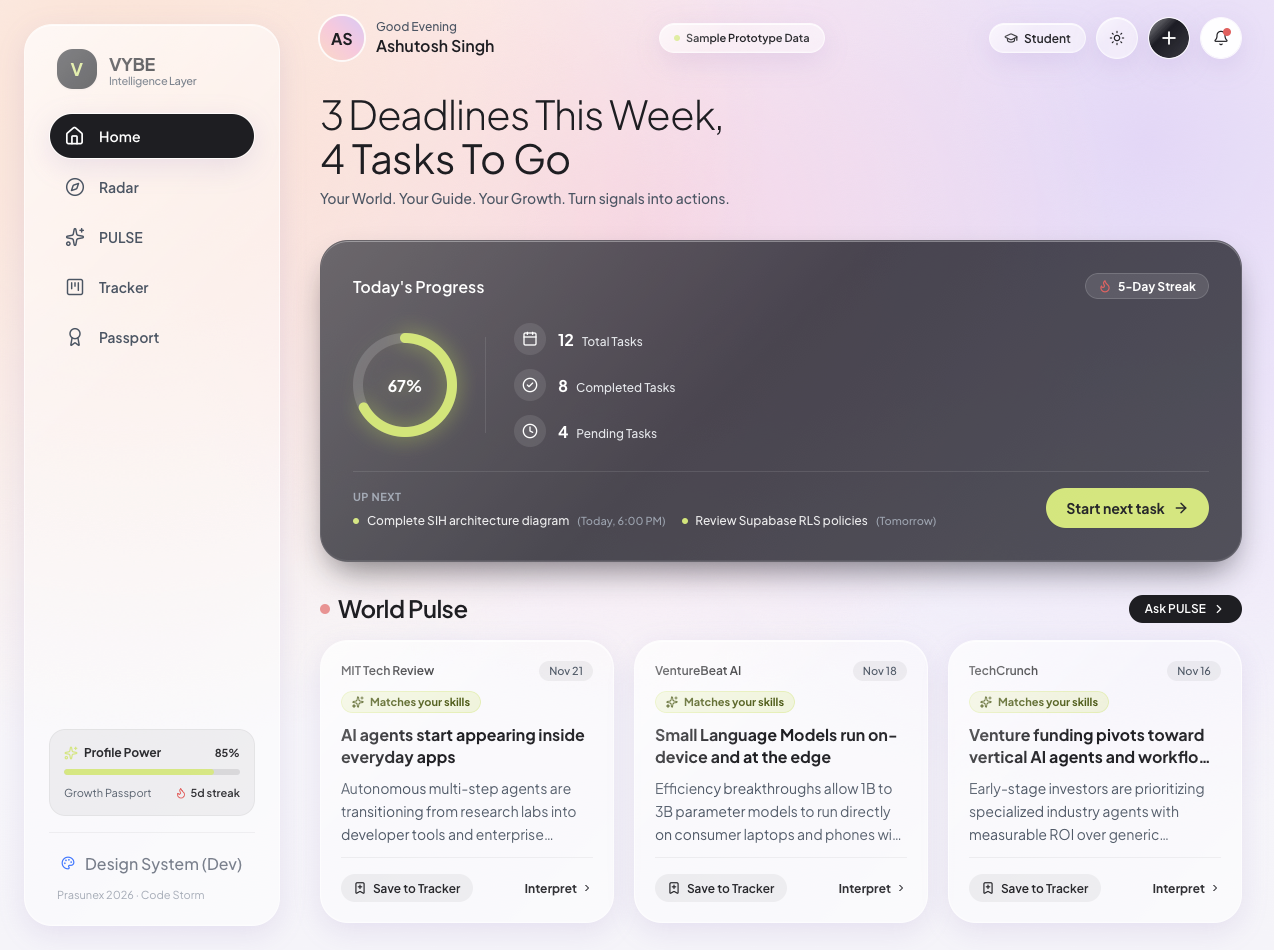 VYBE
Intelligence Layer
Home
Radar
PULSE
Tracker
Passport
Profile Power 85%
Growth Passport 5d streak
Design System (Dev)
Prasunex 2026 · Code Storm
AS
Good Evening
Ashutosh Singh
Sample Prototype Data
Student
3 Deadlines This Week,
4 Tasks To Go
Your World. Your Guide. Your Growth. Turn signals into actions.
Today's Progress
5-Day Streak
67%
12 Total Tasks
8 Completed Tasks
4 Pending Tasks
UP NEXT
Complete SIH architecture diagram (Today, 6:00 PM) Review Supabase RLS policies (Tomorrow)
Start next task
World Pulse
Ask PULSE
MIT Tech Review Nov 21
Matches your skills
AI agents start appearing inside
everyday apps
Autonomous multi-step agents are
transitioning from research labs into
developer tools and enterprise…
Save to Tracker Interpret
VentureBeat AI Nov 18
Matches your skills
Small Language Models run on-
device and at the edge
Efficiency breakthroughs allow 1B to
3B parameter models to run directly
on consumer laptops and phones wi…
Save to Tracker Interpret
TechCrunch Nov 16
Matches your skills
Venture funding pivots toward
vertical AI agents and workflo…
Early-stage investors are prioritizing
specialized industry agents with
measurable ROI over generic…
Save to Tracker Interpret